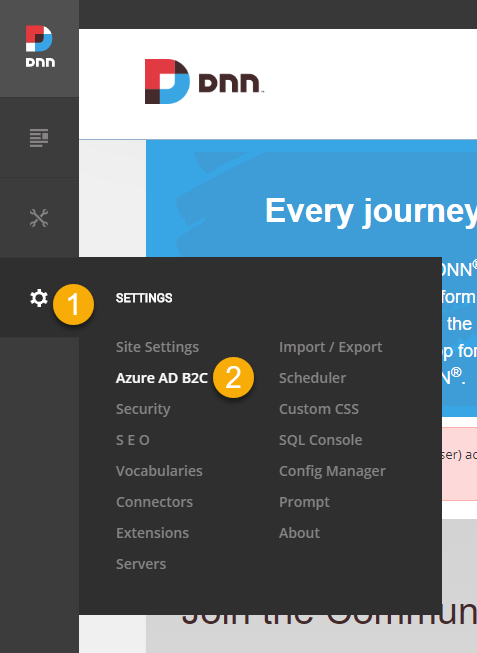 DNN
DNN
Every journey
DNN®
form
the
p for
N®.
1
SETTINGS
Site Settings
Azure AD B2C
2
Security
S E O
Vocabularies
Connectors
Extensions
Servers
Import / Export
Scheduler
Custom CSS
SQL Console
Config Manager
Prompt
About
ser) ac
Join the Commun